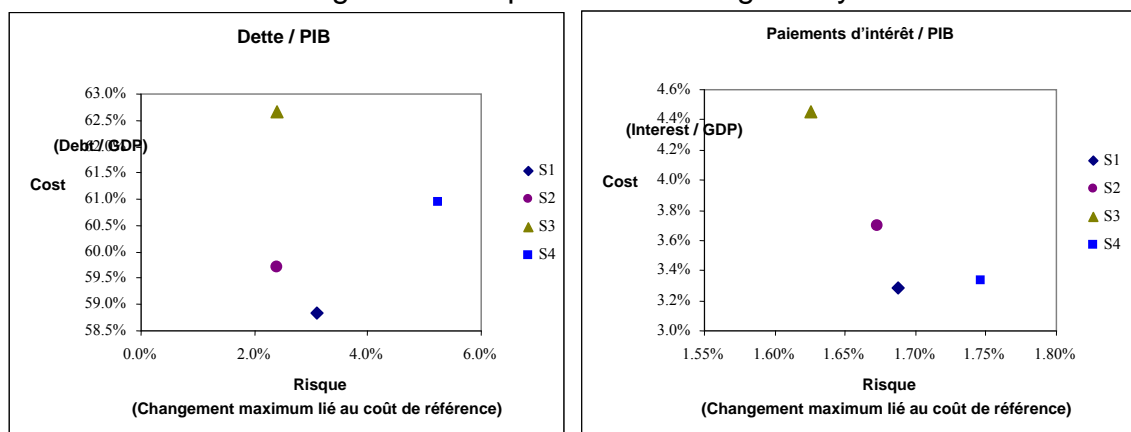 Dette / PIB
63.0%
62.5%
62.0%
61.5%
61.0%
60.5%
60.0%
59.5%
59.0%
58.5%
(Debt / GDP)
Cost
0.0%
2.0%
4.0%
6.0%
Risque
(Changement maximum lié au coût de référence)
S1
S2
S3
S4
Paiements d'intérêt / PIB
4.6%
4.4%
4.2%
4.0%
3.8%
3.6%
3.4%
3.2%
3.0%
(Interest / GDP)
Cost
1.55%
1.60%
1.65%
1.70%
1.75%
1.80%
Risque
(Changement maximum lié au coût de référence)
S1
S2
S3
S4